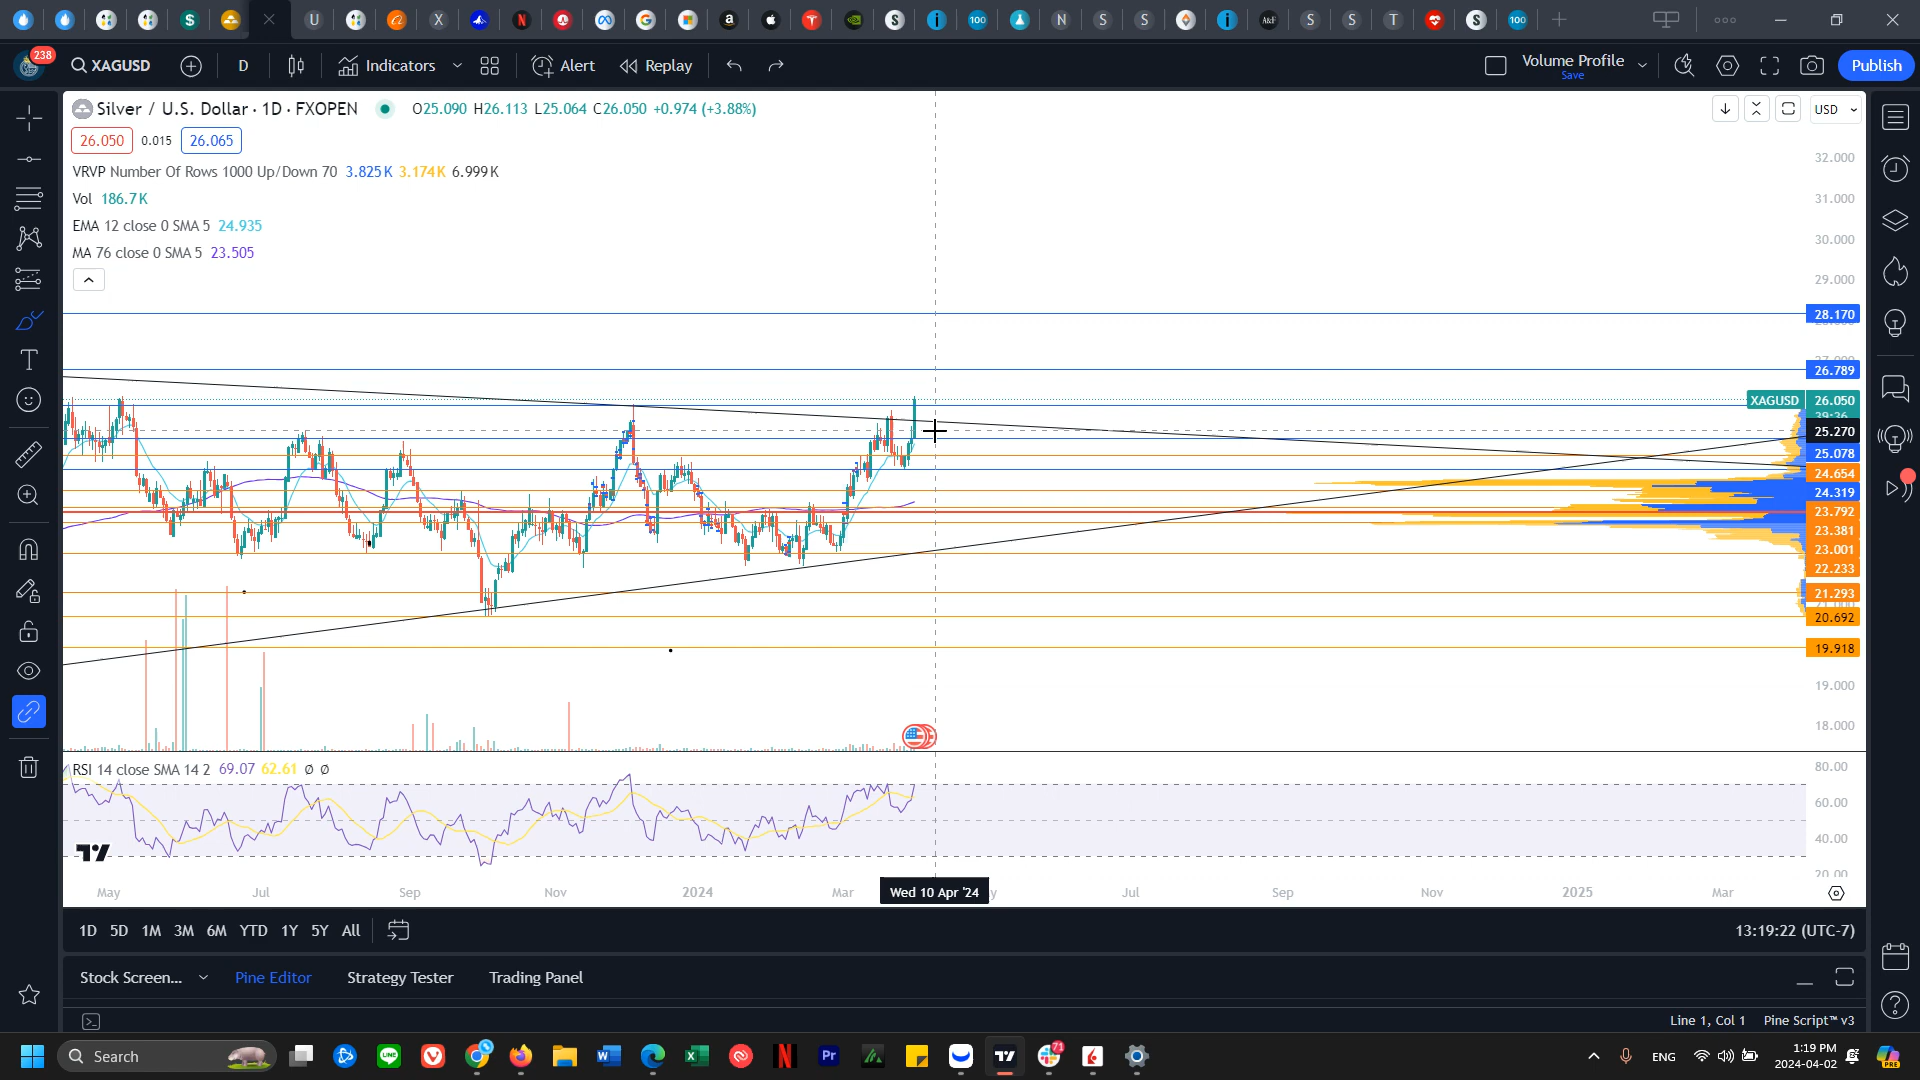 U
X
N
S
S
A&F
S
S
T
S
100
238
XAGUSD
D
Indicators
Alert
Replay
Volume Profile
Save
Publish
Silver / U.S. Dollar · 1D · FXOPEN
O25.090 H26.113 L25.064 C26.050 +0.974 (+3.88%)
USD
26.050
0.015
26.065
VRVP Number Of Rows 1000 Up/Down 70 3.825K 3.174K 6.999K
Vol 186.7K
EMA 12 close 0 SMA 5 24.935
MA 76 close 0 SMA 5 23.505
32.000
31.000
30.000
29.000
28.170
26.789
XAGUSD 26.050
25.270
25.078
24.654
24.319
23.792
23.381
23.001
22.233
21.293
20.692
19.918
19.000
18.000
RSI 14 close SMA 14 2 69.07 62.61 Ø Ø
80.00
60.00
40.00
20.00
May
Jul
Sep
Nov
2024
Mar
Wed 10 Apr '24
Jul
Sep
Nov
2025
Mar
1D 5D 1M 3M 6M YTD 1Y 5Y All
13:19:22 (UTC-7)
Stock Screen...
Pine Editor
Strategy Tester
Trading Panel
Line 1, Col 1
Pine Script™ v3
Search
71
ENG
1:19 PM
2024-04-02